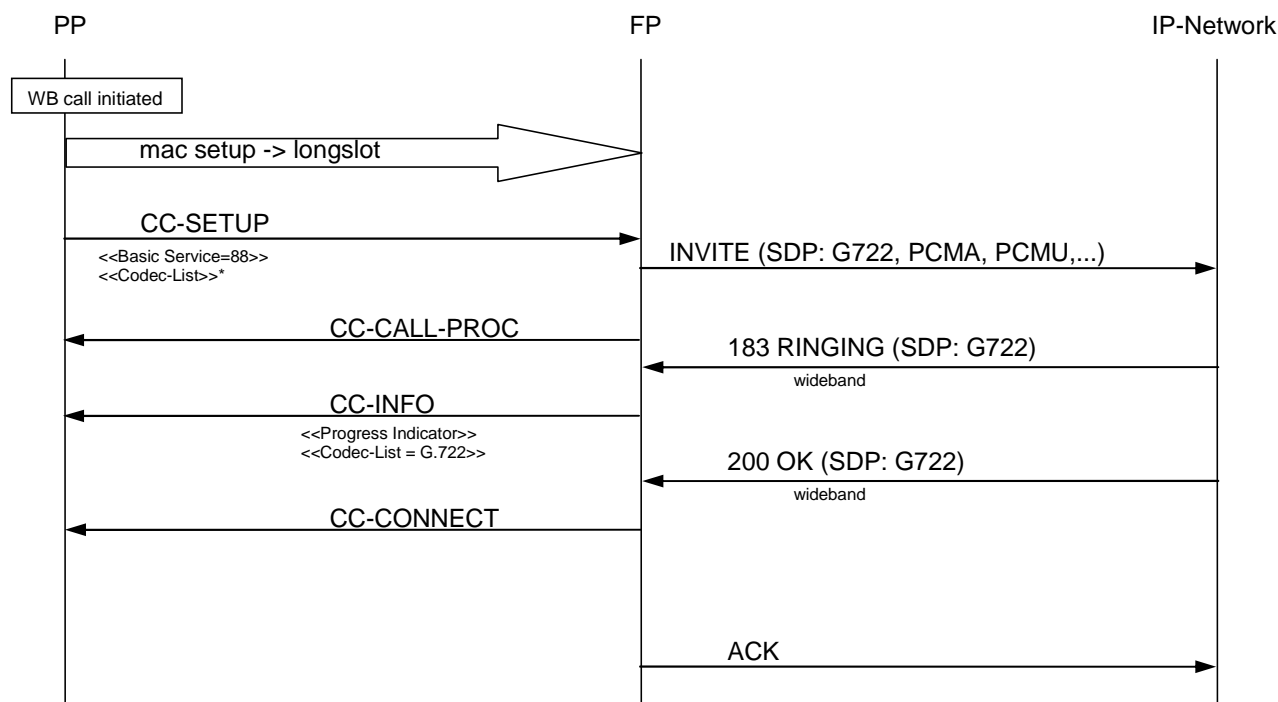 PP
FP
IP-Network
WB call initiated
mac setup -> longslot
CC-SETUP
<<Basic Service=88>>
<<Codec-List>>*
INVITE (SDP: G722, PCMA, PCMU,...)
CC-CALL-PROC
183 RINGING (SDP: G722)
wideband
CC-INFO
<<Progress Indicator>>
<<Codec-List = G.722>>
200 OK (SDP: G722)
wideband
CC-CONNECT
ACK